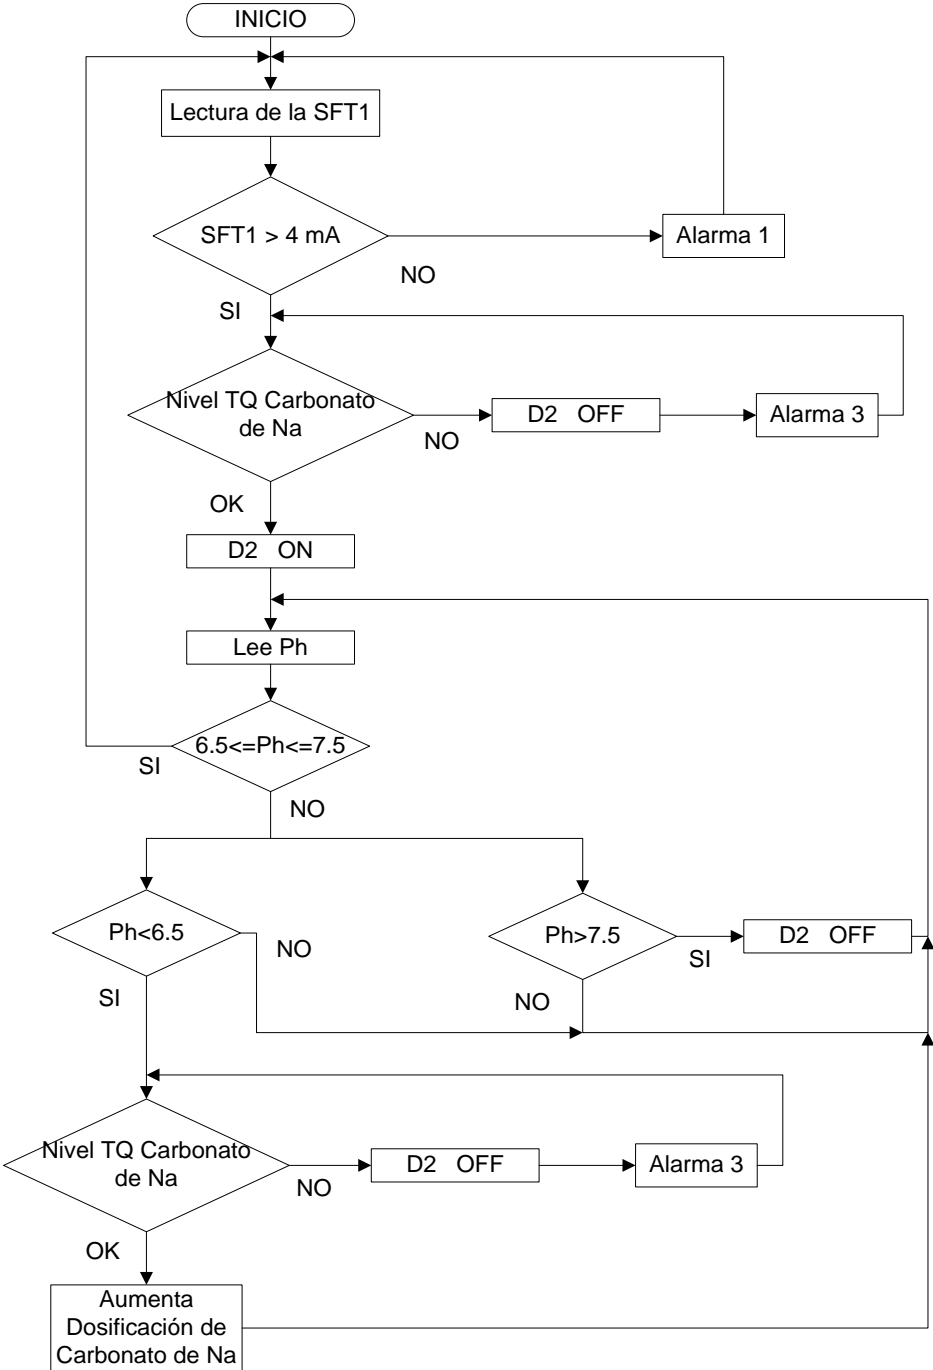 INICIO
Lectura de la SFT1
SFT1 > 4 mA
Alarma 1
NO
SI
Nivel TQ Carbonato
de Na
D2 OFF
Alarma 3
NO
OK
D2 ON
Lee Ph
6.5<=Ph<=7.5
SI
NO
Ph<6.5
NO
Ph>7.5
D2 OFF
SI
SI
NO
Nivel TQ Carbonato
de Na
D2 OFF
Alarma 3
NO
OK
Aumenta
Dosificación de
Carbonato de Na